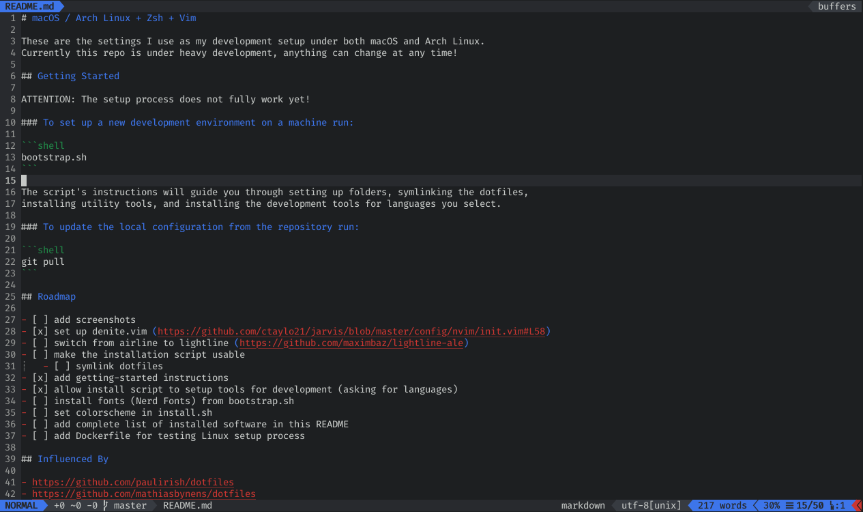 README.md buffers
1 # macOS / Arch Linux + Zsh + Vim
2
3 These are the settings I use as my development setup under both macOS and Arch Linux.
4 Currently this repo is under heavy development, anything can change at any time!
5
6 ## Getting Started
7
8 ATTENTION: The setup process does not fully work yet!
9
10 ### To set up a new development environment on a machine run:
11
12 ```shell
13 bootstrap.sh
14 ```
15
16 The script's instructions will guide you through setting up folders, symlinking the dotfiles,
17 installing utility tools, and installing the development tools for languages you select.
18
19 ### To update the local configuration from the repository run:
20
21 ```shell
22 git pull
23 ```
24
25 ## Roadmap
26
27 - [ ] add screenshots
28 - [x] set up denite.vim (https://github.com/ctaylo21/jarvis/blob/master/config/nvim/init.vim#L58)
29 - [ ] switch from airline to lightline (https://github.com/maximbaz/lightline-ale)
30 - [ ] make the installation script usable
31 - [ ] symlink dotfiles
32 - [x] add getting-started instructions
33 - [x] allow install script to setup tools for development (asking for languages)
34 - [ ] install fonts (Nerd Fonts) from bootstrap.sh
35 - [ ] set colorscheme in install.sh
36 - [ ] add complete list of installed software in this README
37 - [ ] add Dockerfile for testing Linux setup process
38
39 ## Influenced By
40
41 - https://github.com/paulirish/dotfiles
42 - https://github.com/mathiasbynens/dotfiles
NORMAL +0 ~0 -0 master README.md markdown utf-8[unix] 217 words 30% 15/50 :1